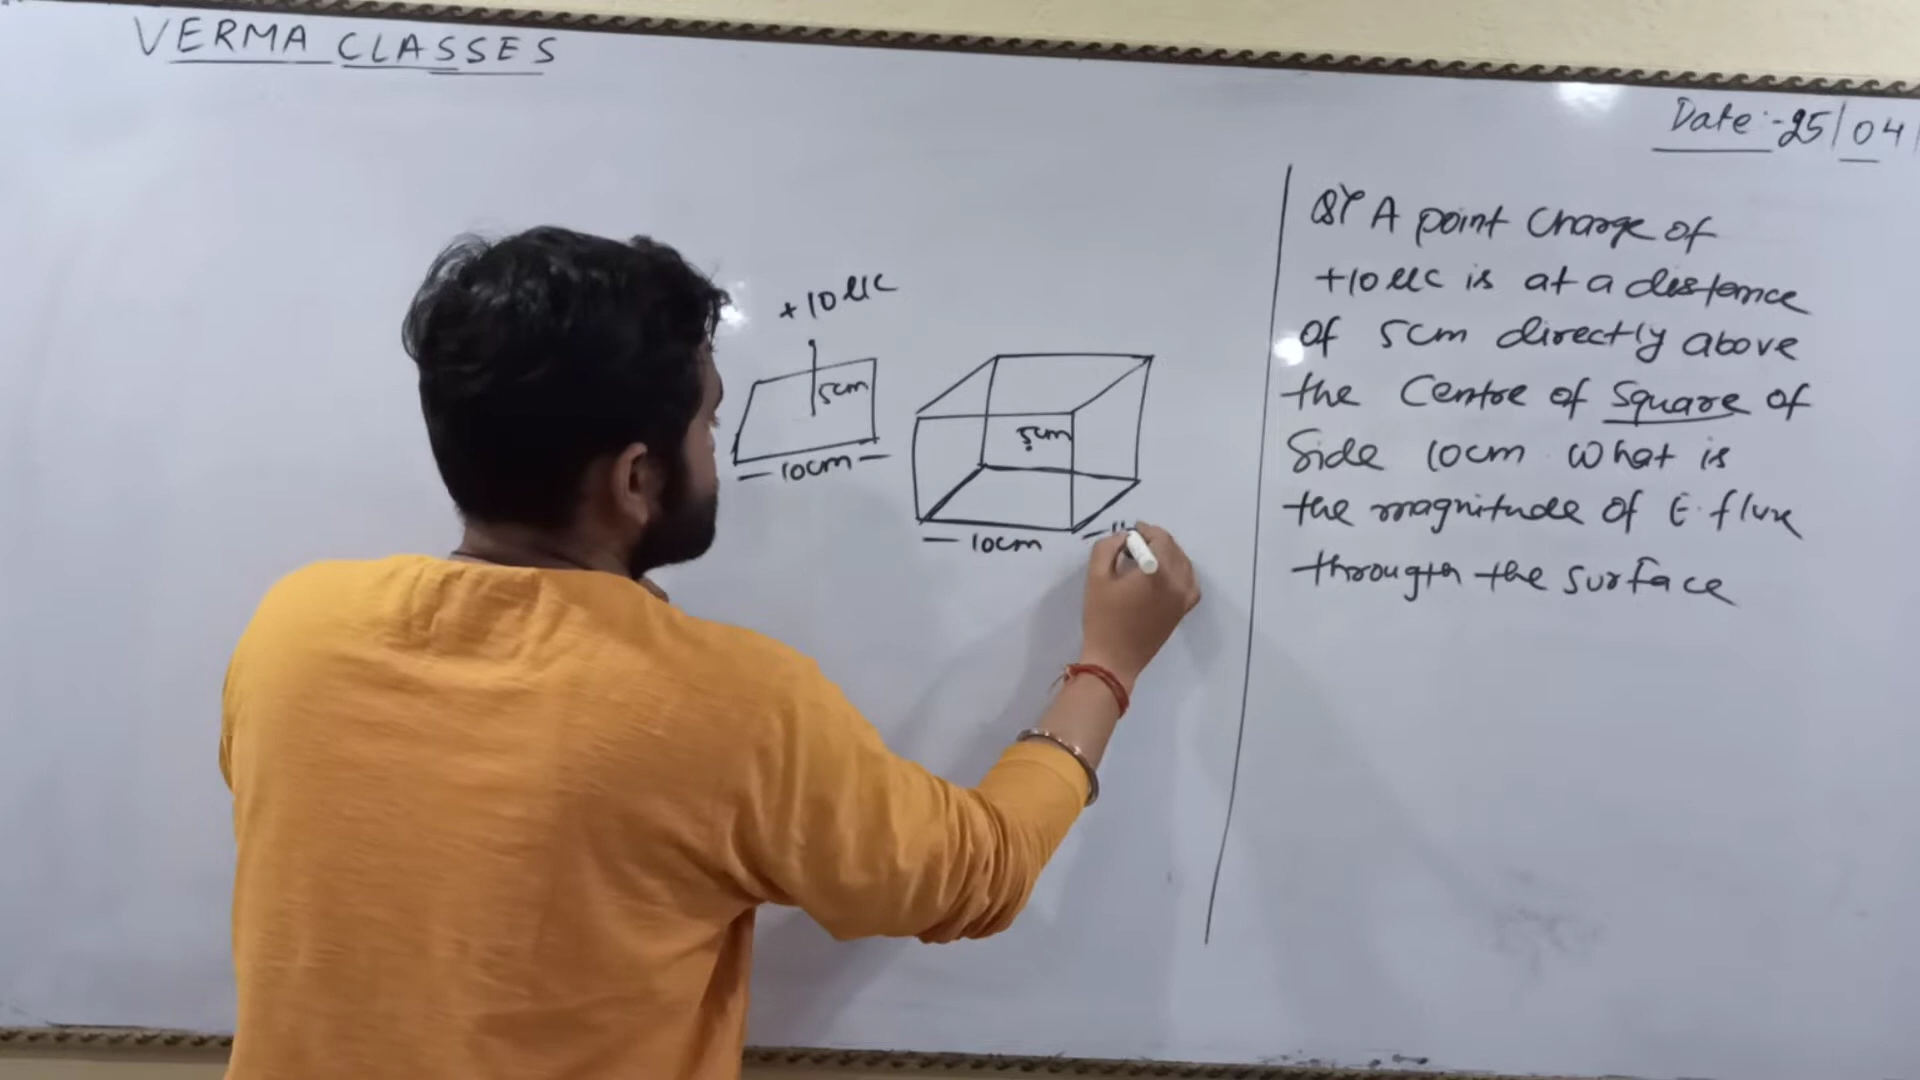 VERMA CLASSES
Date:-25/04/
+10μC
5cm
10cm
5cm
10cm
Q1 A point Charge of
+10μC is at a distance
of 5cm directly above
the Centre of Square of
Side 10cm What is
the magnitude of E.flux
through the surface